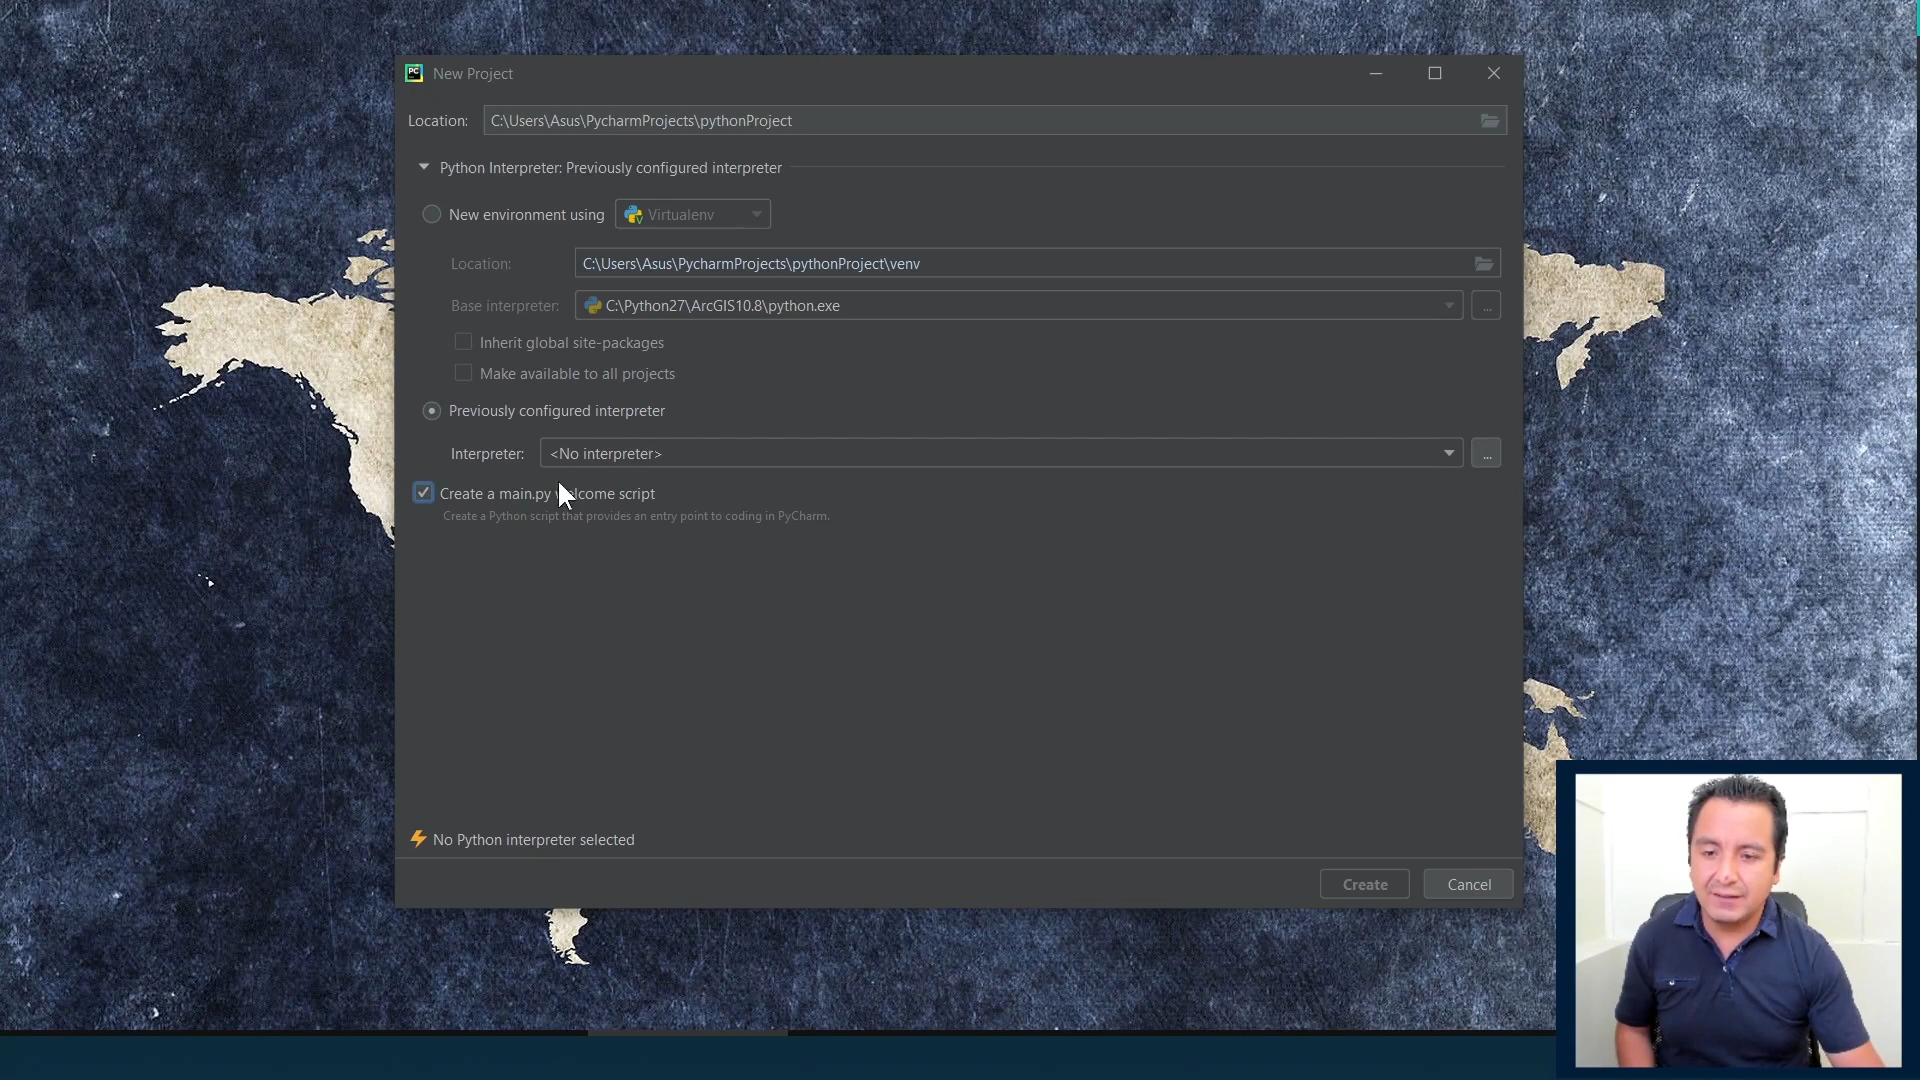 PC New Project
Location: C:\Users\Asus\PycharmProjects\pythonProject
Python Interpreter: Previously configured interpreter
New environment using Virtualenv
Location: C:\Users\Asus\PycharmProjects\pythonProject\venv
Base interpreter: C:\Python27\ArcGIS10.8\python.exe ...
Inherit global site-packages
Make available to all projects
Previously configured interpreter
Interpreter: <No interpreter> ...
Create a main.py welcome script
Create a Python script that provides an entry point to coding in PyCharm.
No Python interpreter selected
Create Cancel